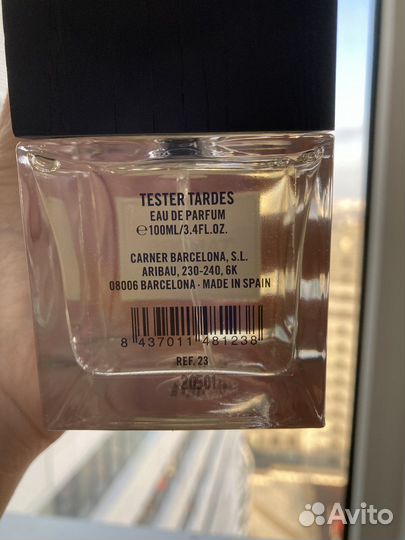 TESTER TARDES
EAU DE PARFUM
℮100ML/3.4FL.OZ.
CARNER BARCELONA, S.L.
ARIBAU, 230-240, 6K
08006 BARCELONA · MADE IN SPAIN
8 437011 481238
REF. 23
Avito